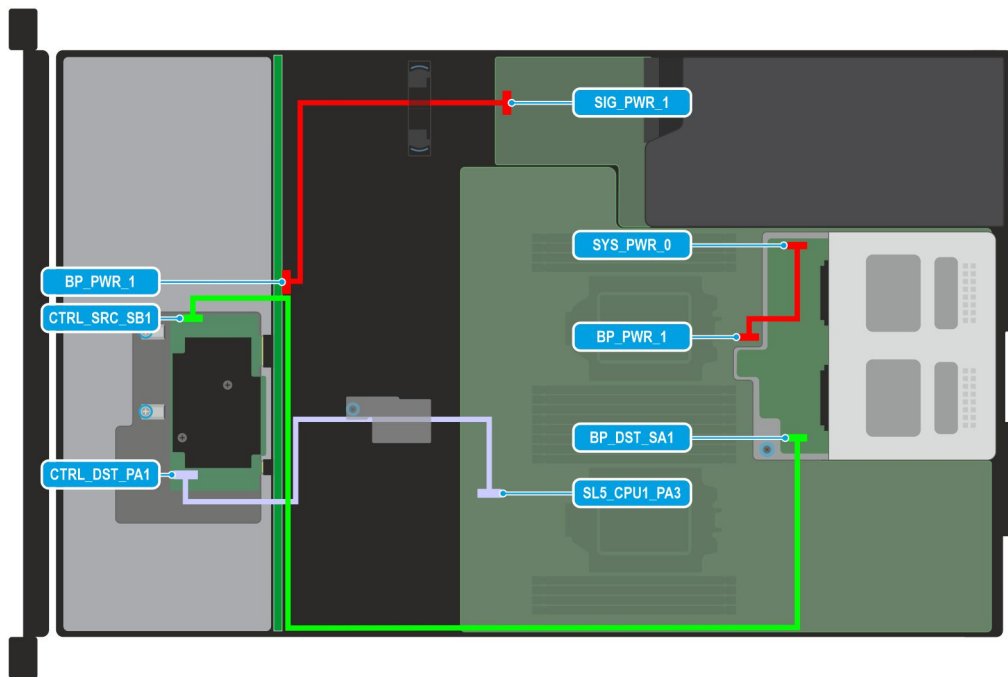 SIG_PWR_1
SYS_PWR_0
BP_PWR_1
CTRL_SRC_SB1
BP_PWR_1
BP_DST_SA1
CTRL_DST_PA1
SL5_CPU1_PA3